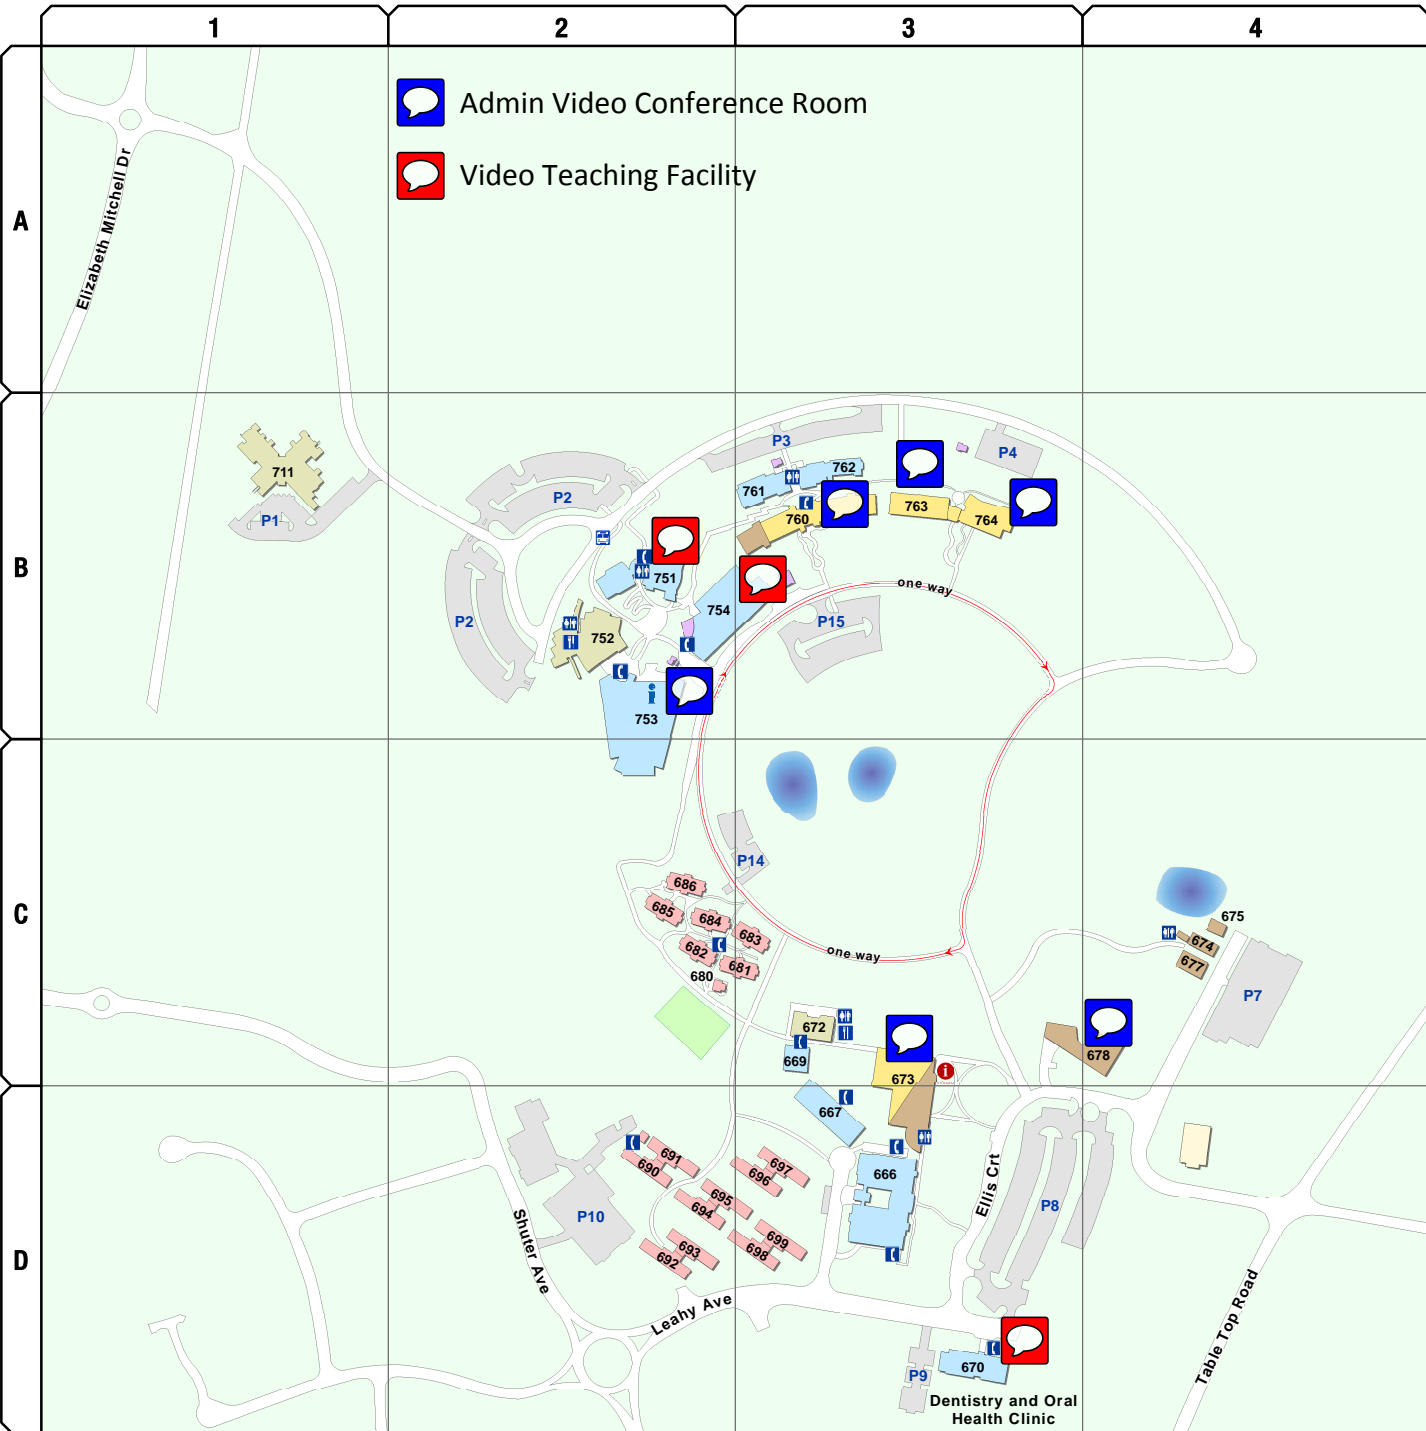 1
2
3
4
A
B
C
D
Admin Video Conference Room
Video Teaching Facility
Elizabeth Mitchell Dr
P3
P4
762
761
711
P1
P2
763
760
764
751
one way
754
P15
P2
752
753
P14
686
685
684
683
682
681
680
one way
675
674
677
P7
672
669
678
i
673
667
691
690
697
696
666
695
694
P10
Ellis Crt
P8
699
698
693
692
Shuter Ave
Leahy Ave
Table Top Road
670
P9
Dentistry and Oral
Health Clinic